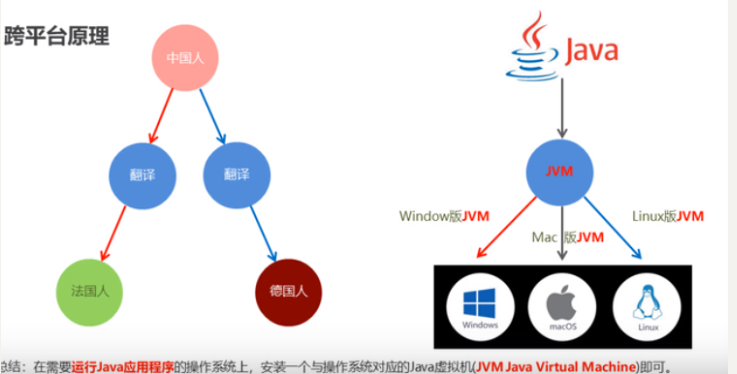 跨平台原理
中国人
翻译
翻译
法国人
德国人
Java
JVM
Window版JVM
Mac 版JVM
Linux版JVM
Windows
macOS
Linux
结：在需要运行Java应用程序的操作系统上，安装一个与操作系统对应的Java虚拟机(JVM Java Virtual Machine)即可。